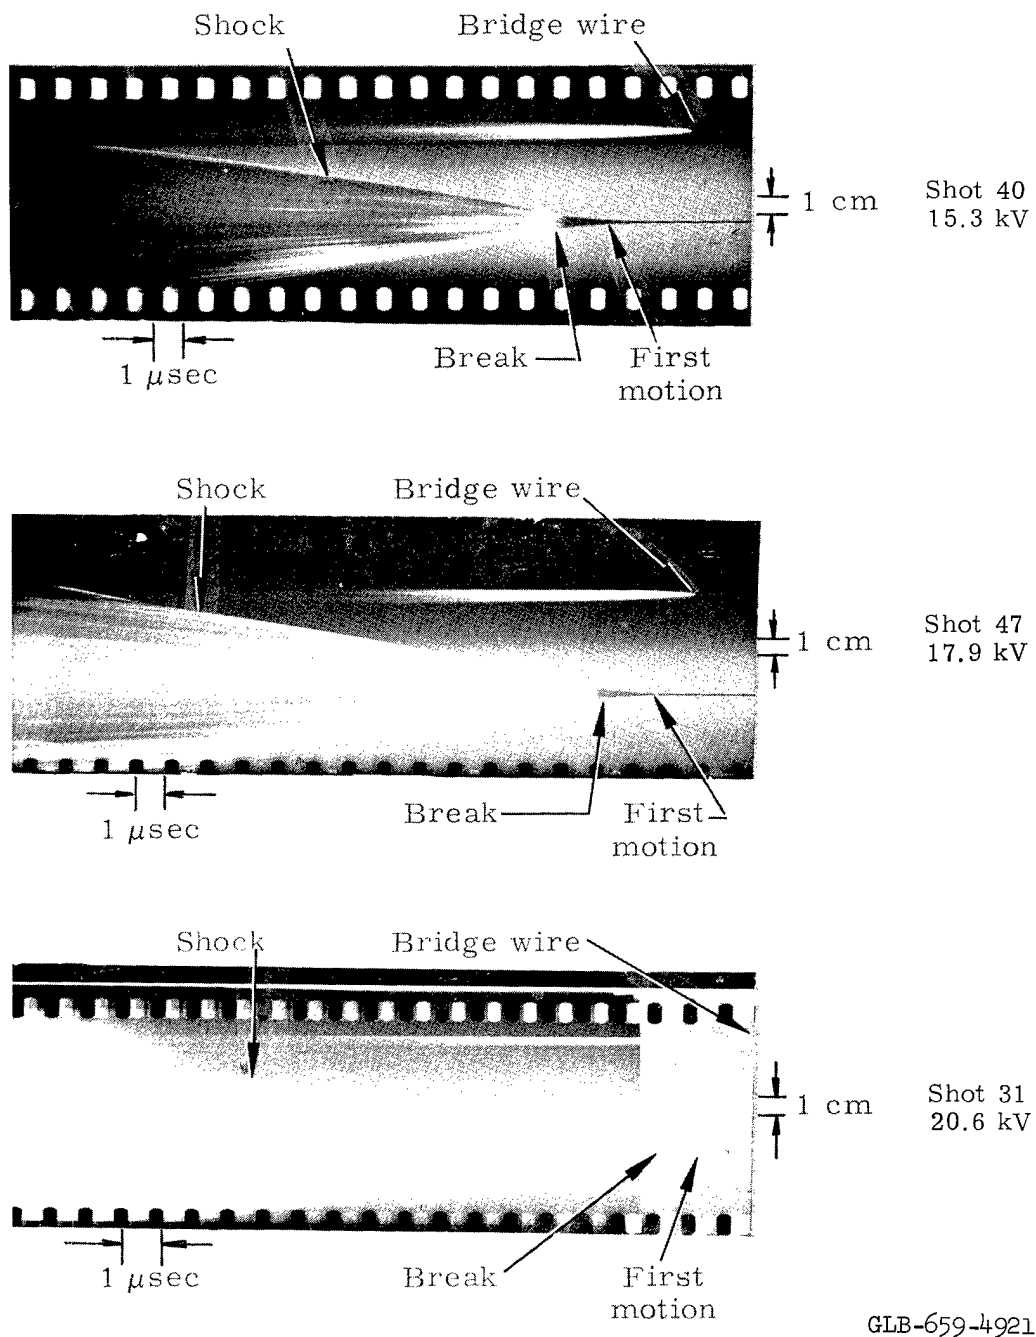 Shock
Bridge wire
1 cm
Shot 40
15.3 kV
Break
First
motion
1 μsec
Shock
Bridge wire
1 cm
Shot 47
17.9 kV
Break
First
motion
1 μsec
Shock
Bridge wire
1 cm
Shot 31
20.6 kV
Break
First
motion
1 μsec
GLB-659-4921